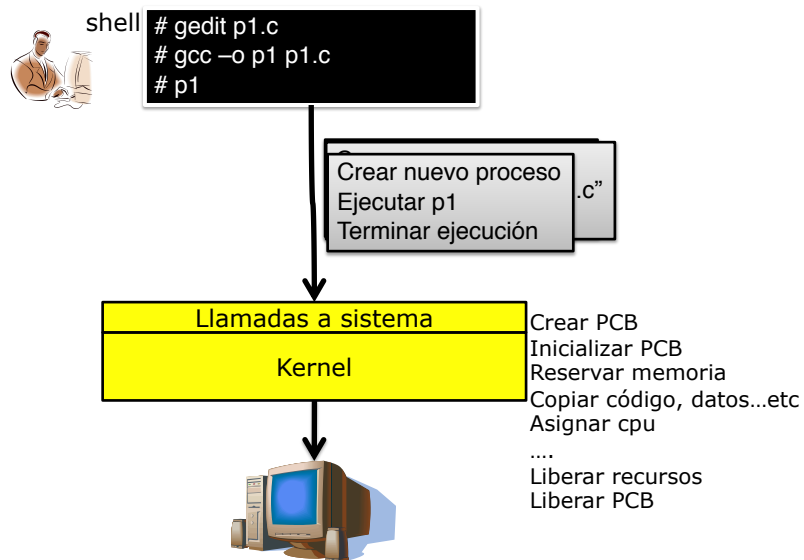 shell
# gedit p1.c
# gcc –o p1 p1.c
# p1
.c”
Crear nuevo proceso
Ejecutar p1
Terminar ejecución
Llamadas a sistema
Kernel
Crear PCB
Inicializar PCB
Reservar memoria
Copiar código, datos...etc
Asignar cpu
....
Liberar recursos
Liberar PCB